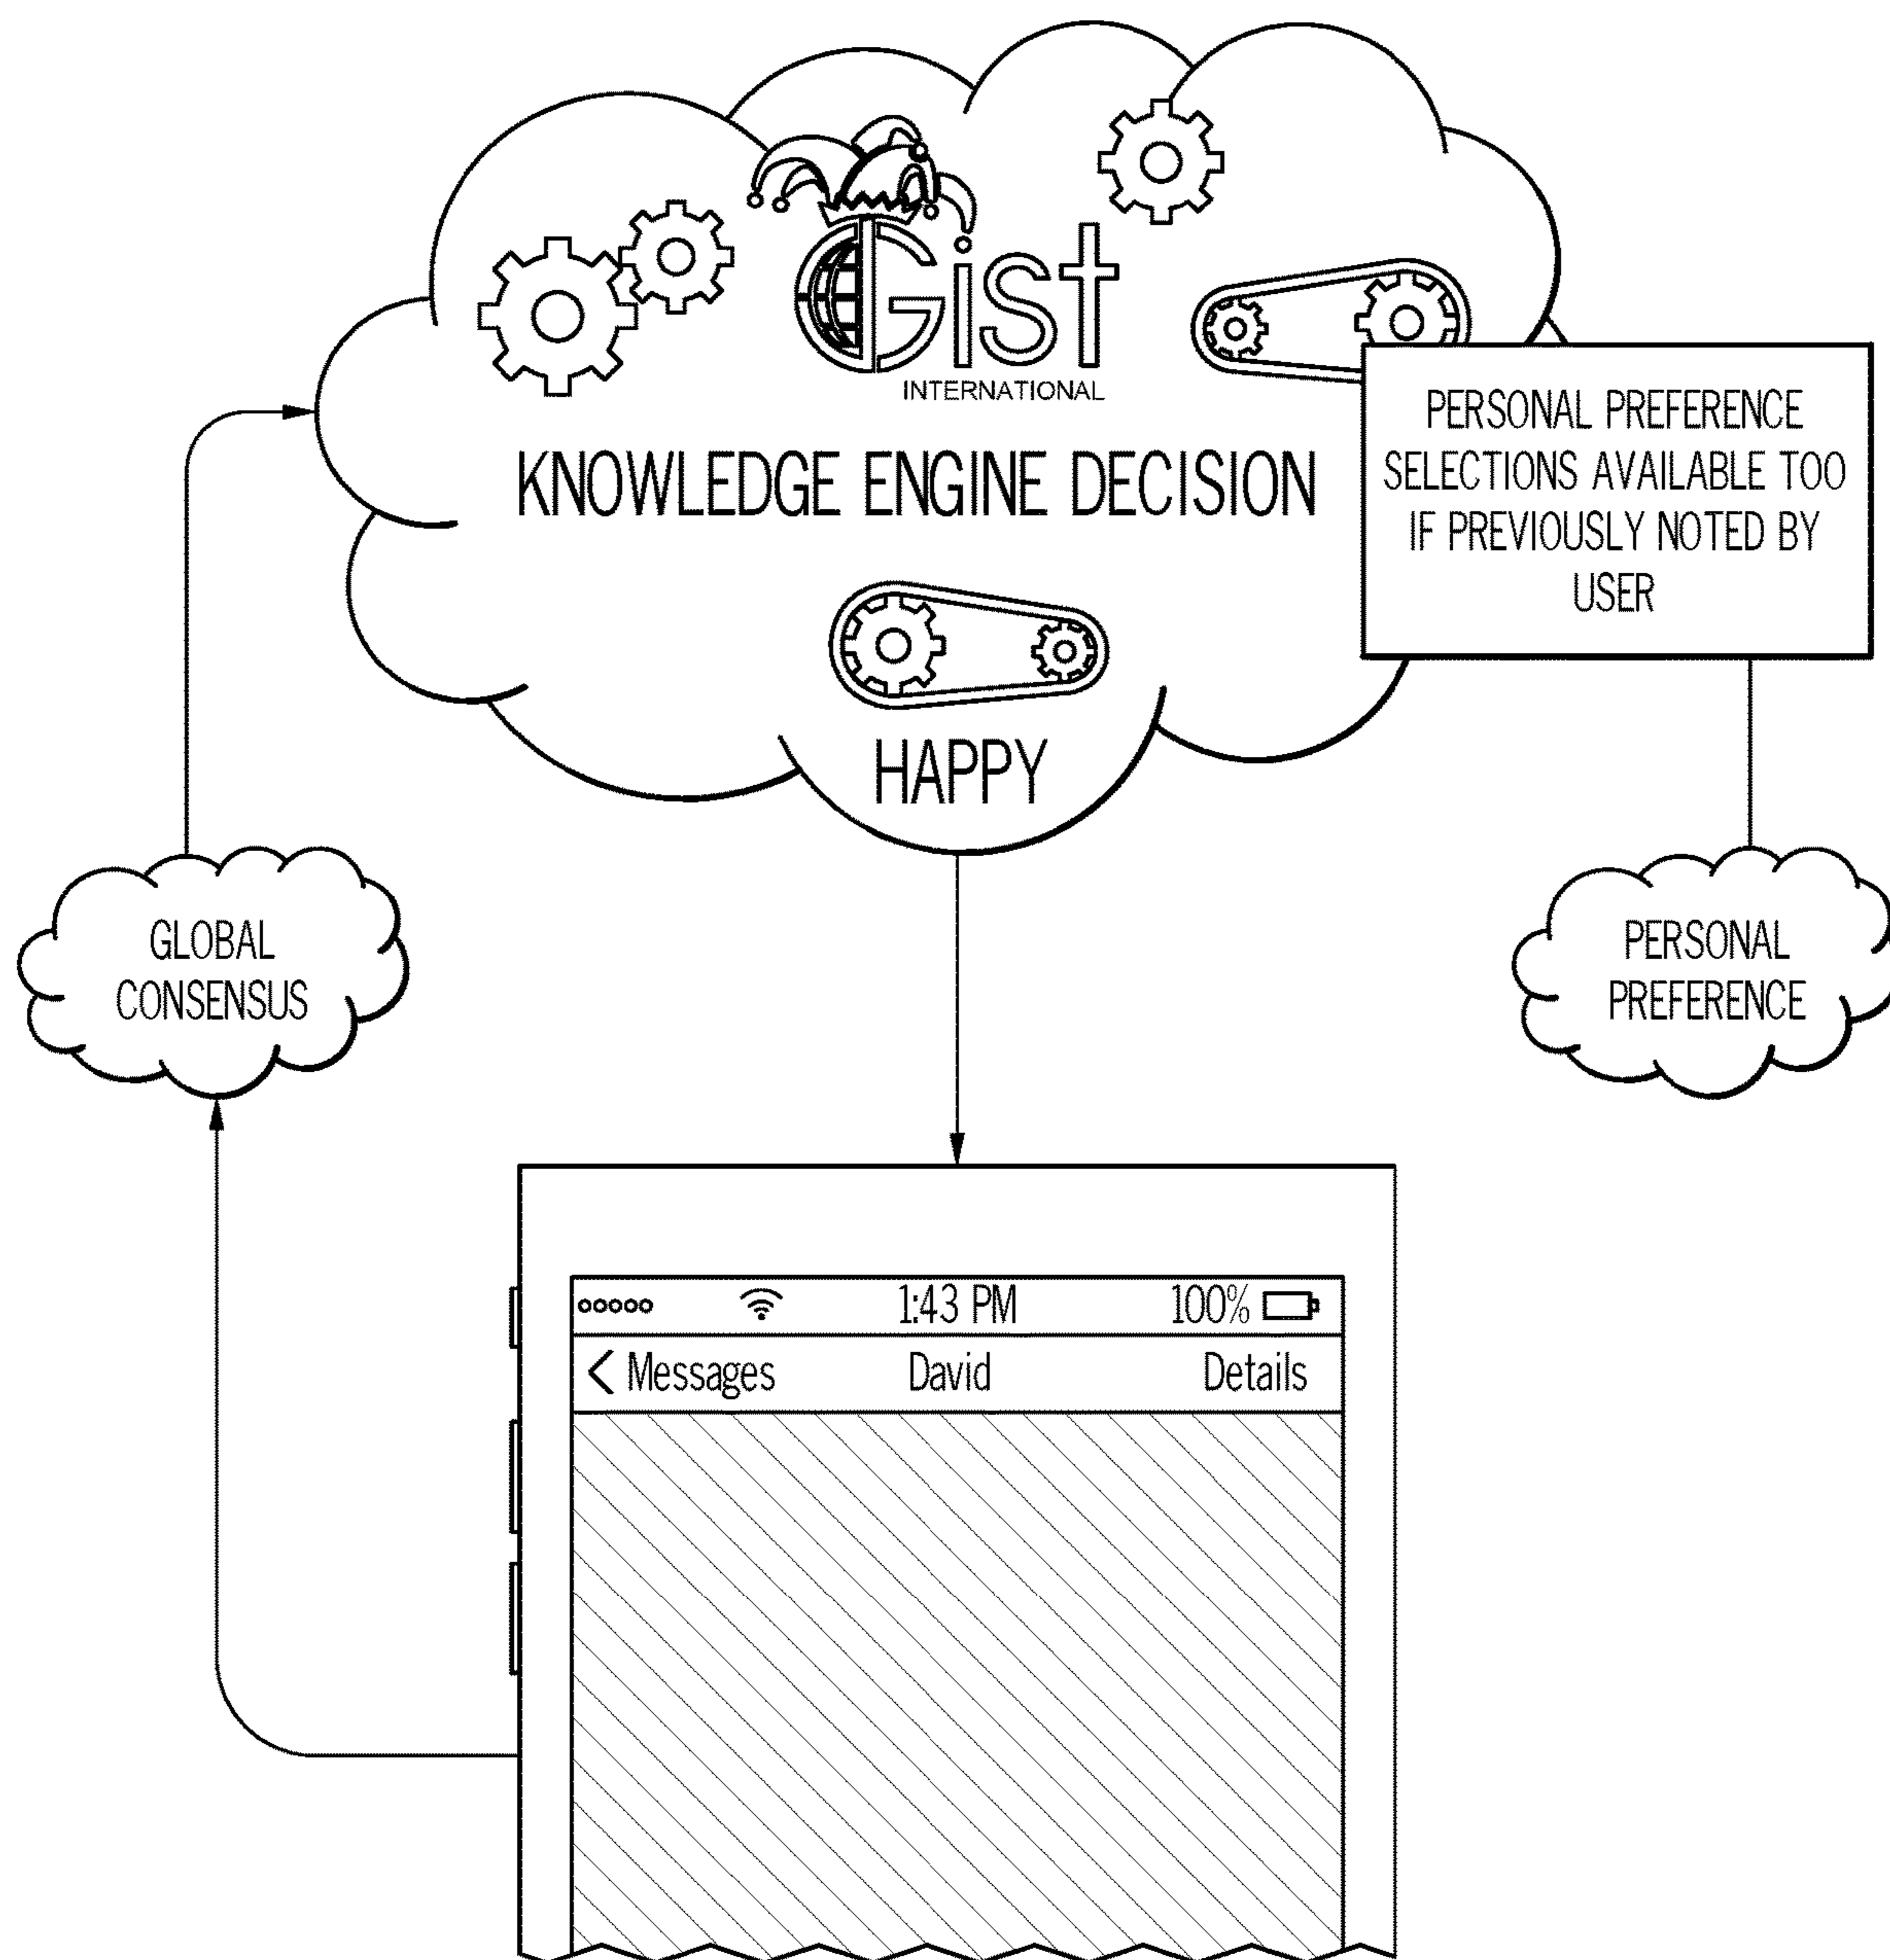 Gist
INTERNATIONAL
KNOWLEDGE ENGINE DECISION
PERSONAL PREFERENCE
SELECTIONS AVAILABLE TOO
IF PREVIOUSLY NOTED BY
USER
HAPPY
GLOBAL
CONSENSUS
PERSONAL
PREFERENCE
1:43 PM 100%
Messages David Details